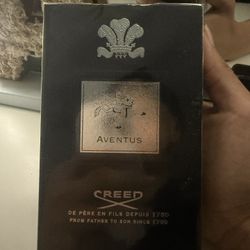 AVENTUS
CREED
DE PÈRE EN FILS DEPUIS 1760
FROM FATHER TO SON SINCE 1760